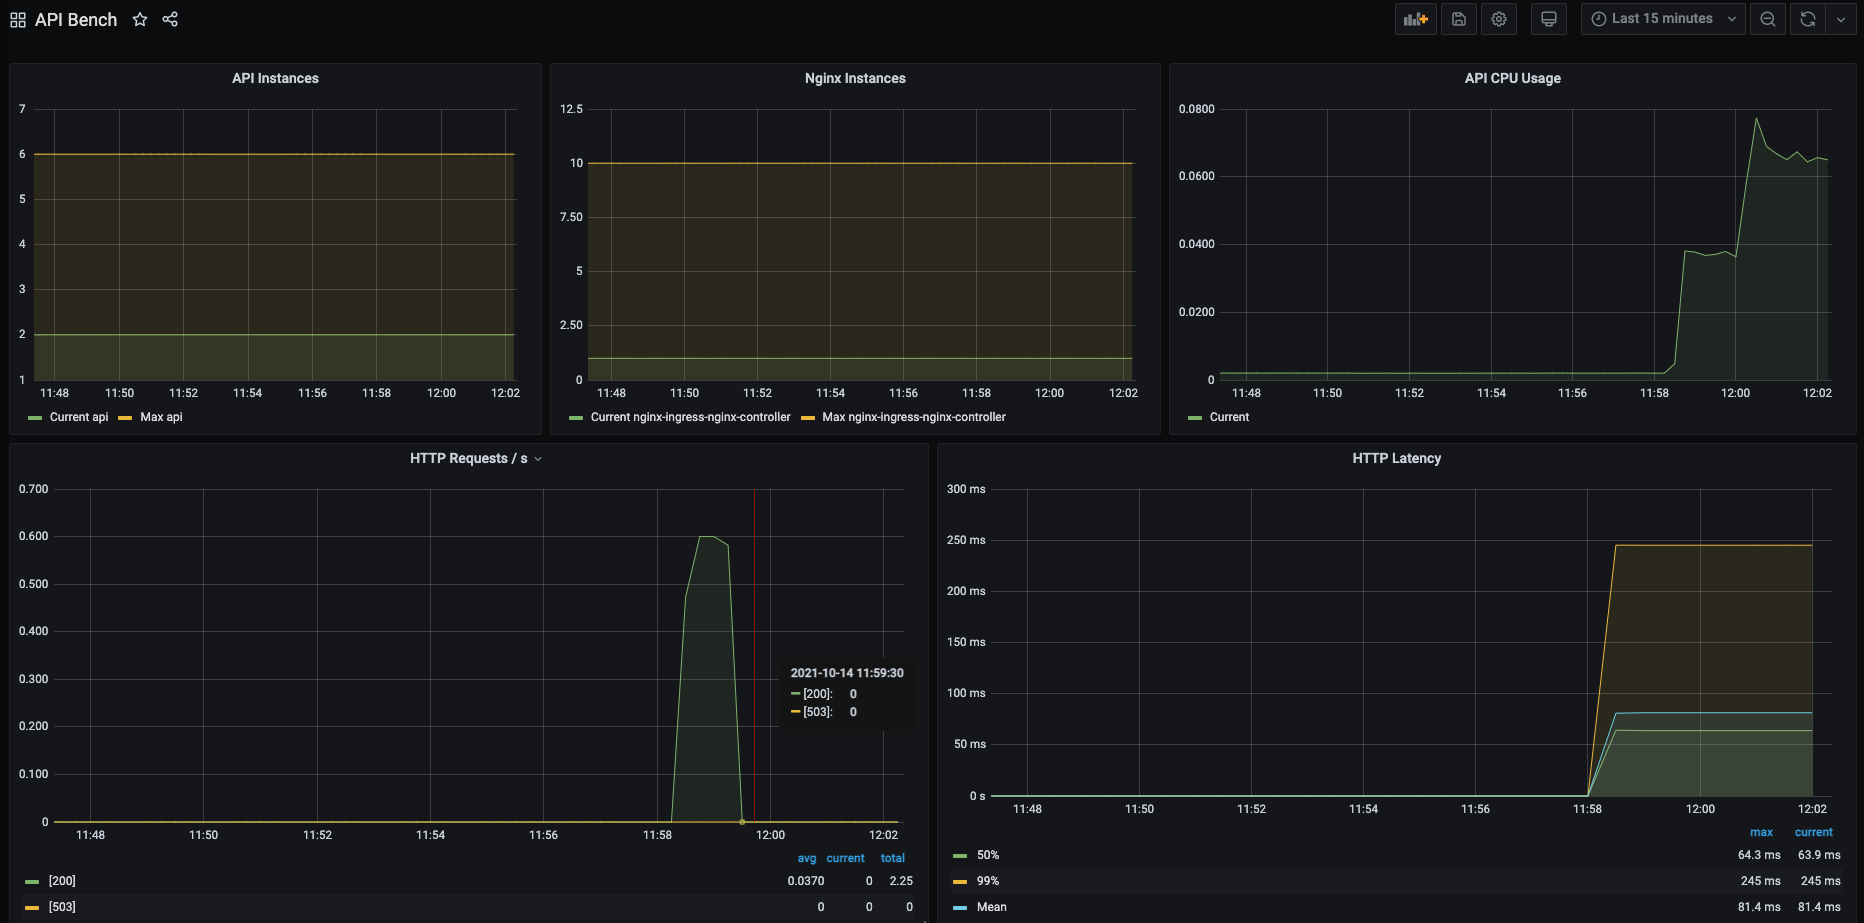 API Bench
Last 15 minutes
API Instances
7
6
5
4
3
2
1
11:48 11:50 11:52 11:54 11:56 11:58 12:00 12:02
Current api Max api
Nginx Instances
12.5
10
7.50
5
2.50
0
11:48 11:50 11:52 11:54 11:56 11:58 12:00 12:02
Current nginx-ingress-nginx-controller Max nginx-ingress-nginx-controller
API CPU Usage
0.0800
0.0600
0.0400
0.0200
0
11:48 11:50 11:52 11:54 11:56 11:58 12:00 12:02
Current
HTTP Requests / s
0.700
0.600
0.500
0.400
0.300
0.200
0.100
0
2021-10-14 11:59:30
[200]: 0
[503]: 0
11:48 11:50 11:52 11:54 11:56 11:58 12:00 12:02
avg current total
[200] 0.0370 0 2.25
[503] 0 0 0
HTTP Latency
300 ms
250 ms
200 ms
150 ms
100 ms
50 ms
0 s
11:48 11:50 11:52 11:54 11:56 11:58 12:00 12:02
max current
50% 64.3 ms 63.9 ms
99% 245 ms 245 ms
Mean 81.4 ms 81.4 ms